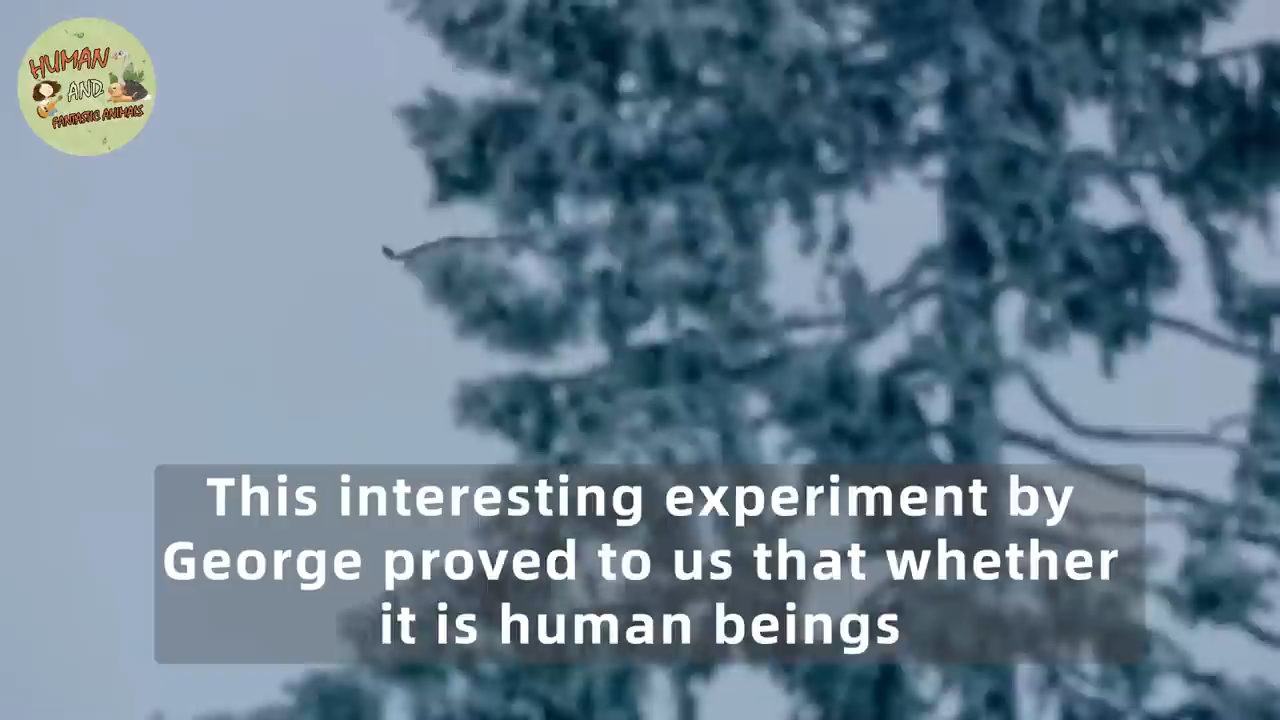 HUMAN
AND
FANTASTIC ANIMALS
This interesting experiment by
George proved to us that whether
it is human beings